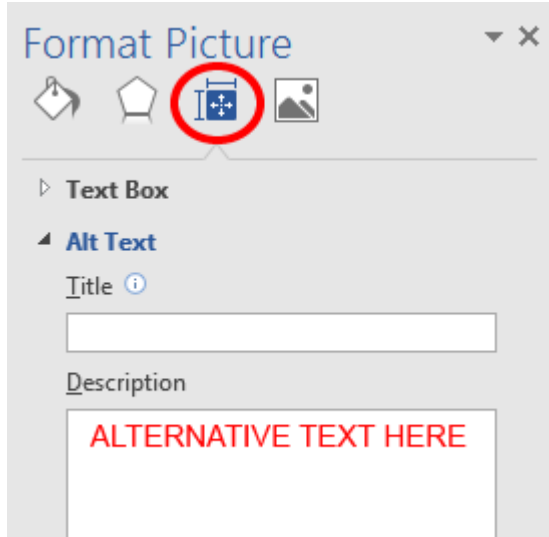 Format Picture
Text Box
Alt Text
Title
Description
ALTERNATIVE TEXT HERE